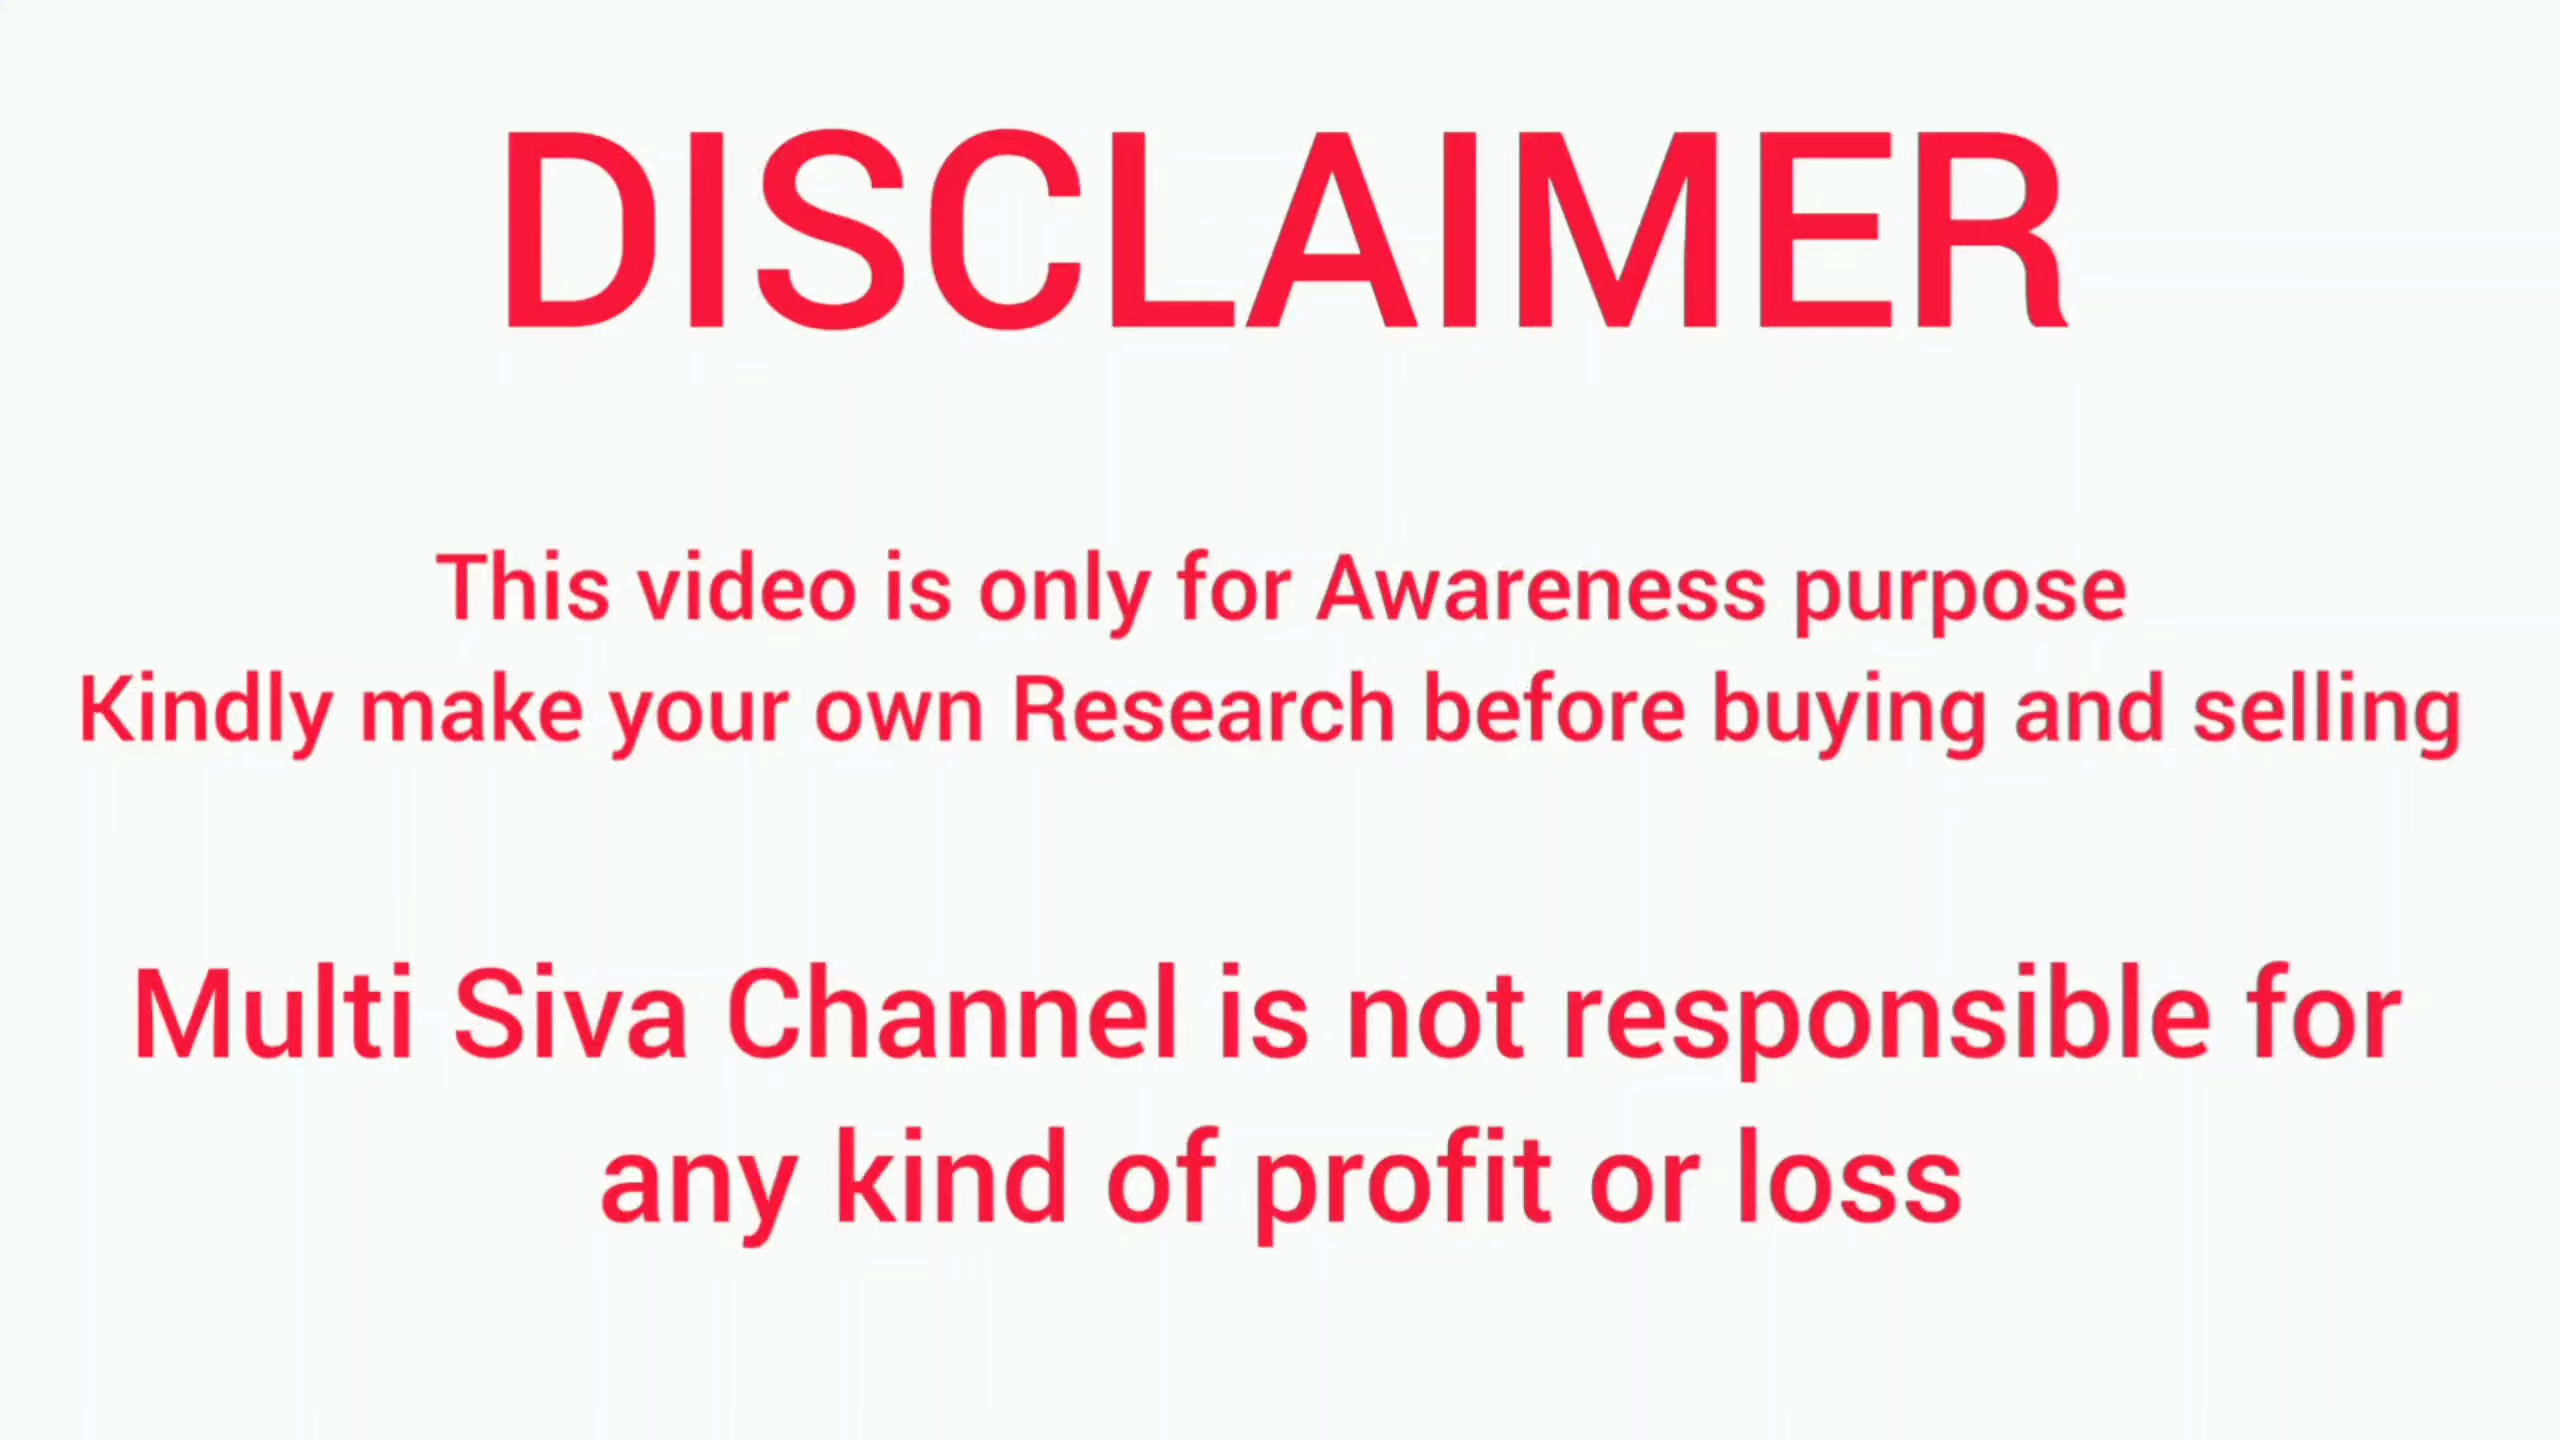 DISCLAIMER
This video is only for Awareness purpose
Kindly make your own Research before buying and selling
Multi Siva Channel is not responsible for
any kind of profit or loss